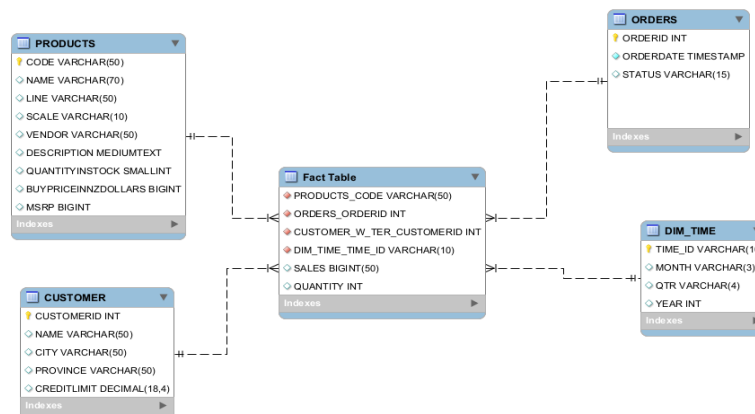 PRODUCTS
CODE VARCHAR(50)
NAME VARCHAR(70)
LINE VARCHAR(50)
SCALE VARCHAR(10)
VENDOR VARCHAR(50)
DESCRIPTION MEDIUMTEXT
QUANTITYINSTOCK SMALLINT
BUYPRICEINNZDOLLARS BIGINT
MSRP BIGINT
Indexes
ORDERS
ORDERID INT
ORDERDATE TIMESTAMP
STATUS VARCHAR(15)
Indexes
Fact Table
PRODUCTS_CODE VARCHAR(50)
ORDERS_ORDERID INT
CUSTOMER_W_TER_CUSTOMERID INT
DIM_TIME_TIME_ID VARCHAR(10)
SALES BIGINT(50)
QUANTITY INT
Indexes
DIM_TIME
TIME_ID VARCHAR(1
MONTH VARCHAR(3)
QTR VARCHAR(4)
YEAR INT
Indexes
CUSTOMER
CUSTOMERID INT
NAME VARCHAR(50)
CITY VARCHAR(50)
PROVINCE VARCHAR(50)
CREDITLIMIT DECIMAL(18,4)
Indexes